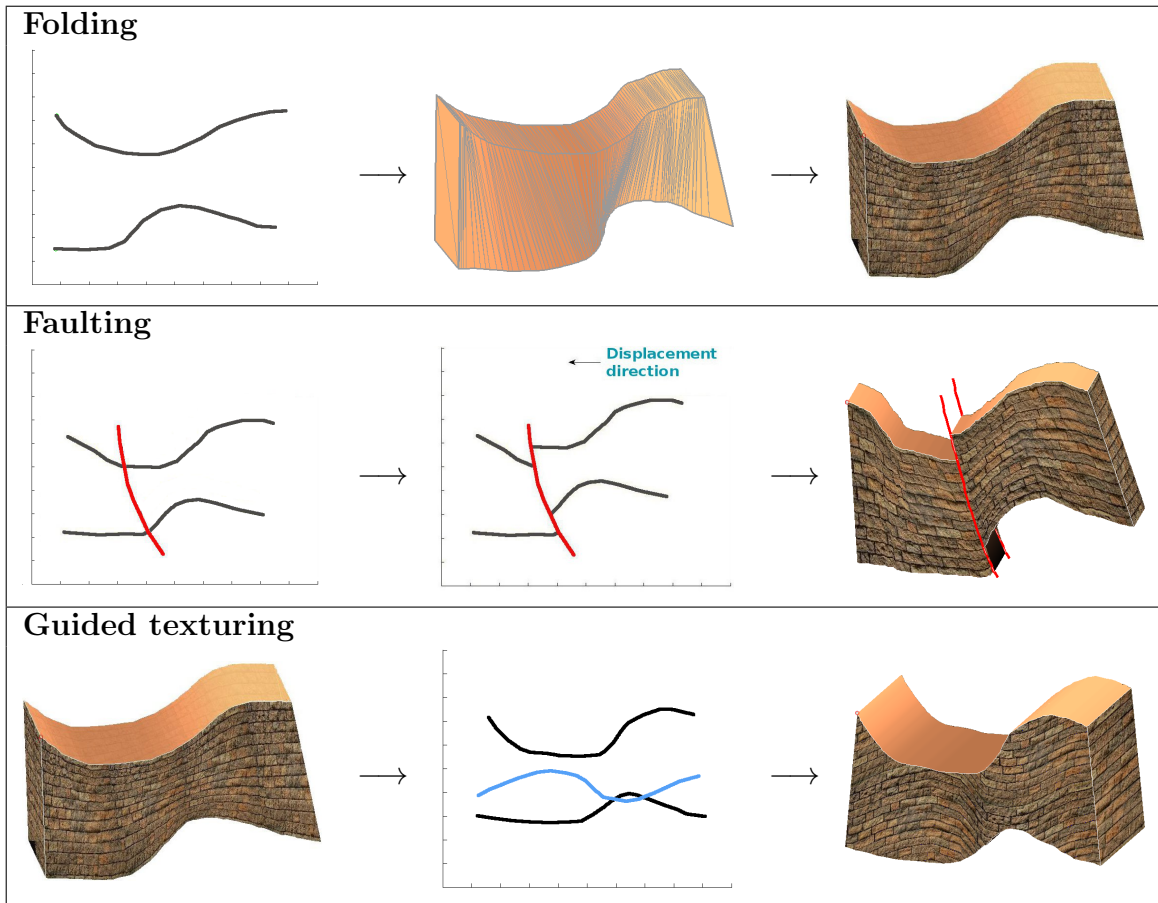 Folding
Faulting
Displacement
direction
Guided texturing